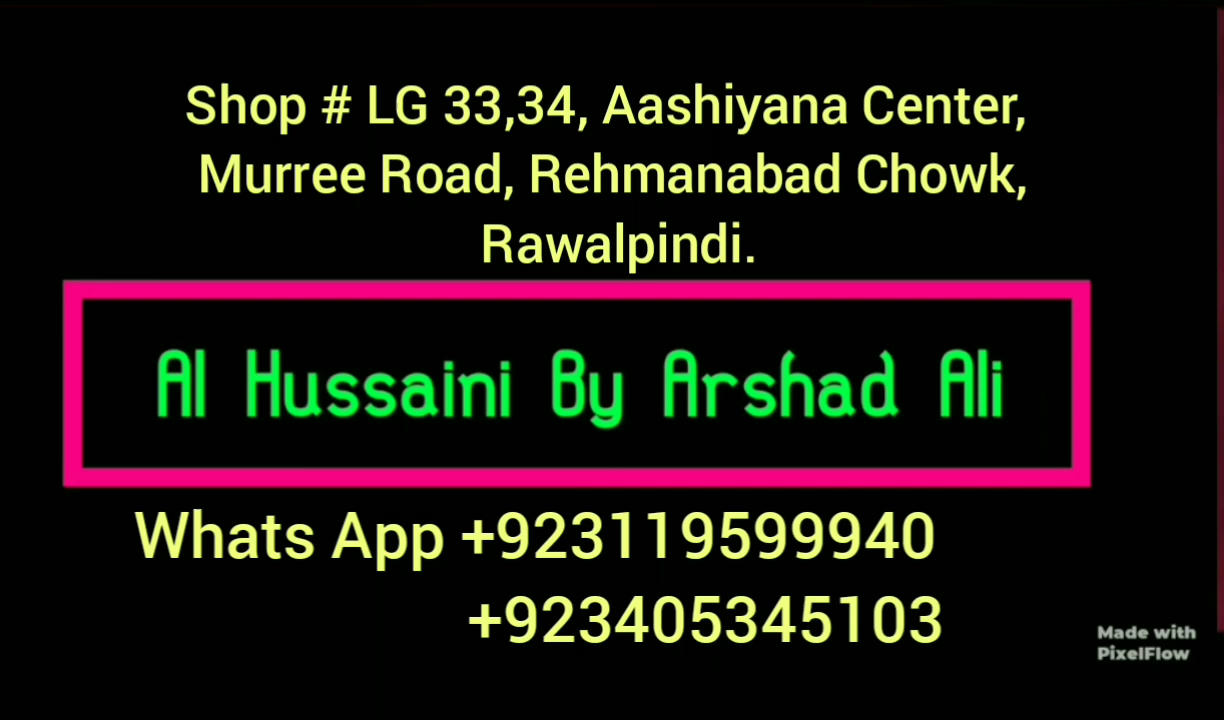 Shop # LG 33,34, Aashiyana Center,
Murree Road, Rehmanabad Chowk,
Rawalpindi.
Al Hussaini By Arshad Ali
Whats App +923119599940
+923405345103
Made with
PixelFlow